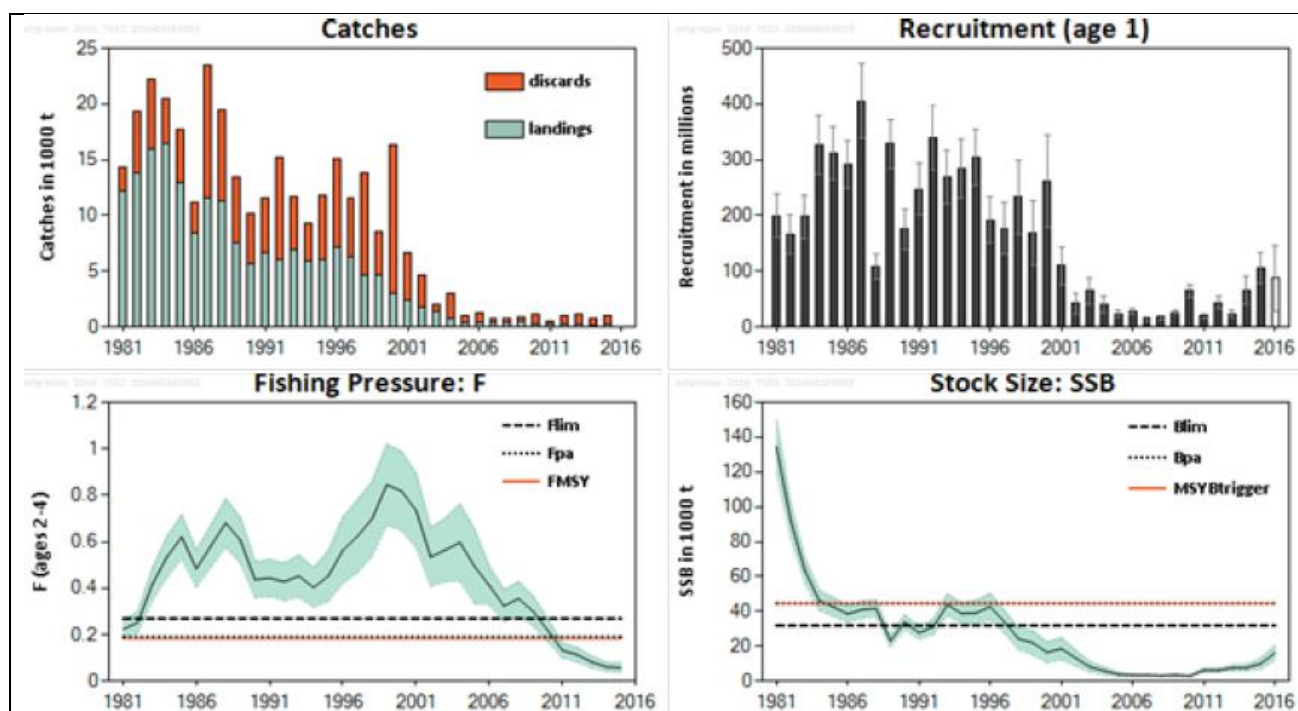 Catches
25
20
15
10
5
0
Catches in 1000 t
discards
landings
1981 1986 1991 1996 2001 2006 2011 2016
Recruitment (age 1)
500
400
300
200
100
0
Recruitment in millions
1981 1986 1991 1996 2001 2006 2011 2016
Fishing Pressure: F
1.2
1
0.8
0.6
0.4
0.2
0
F (ages 2-4)
Flim
Fpa
FMSY
1981 1986 1991 1996 2001 2006 2011 2016
Stock Size: SSB
160
140
120
100
80
60
40
20
0
SSB in 1000 t
Blim
Bpa
MSYBtrigger
1981 1986 1991 1996 2001 2006 2011 2016